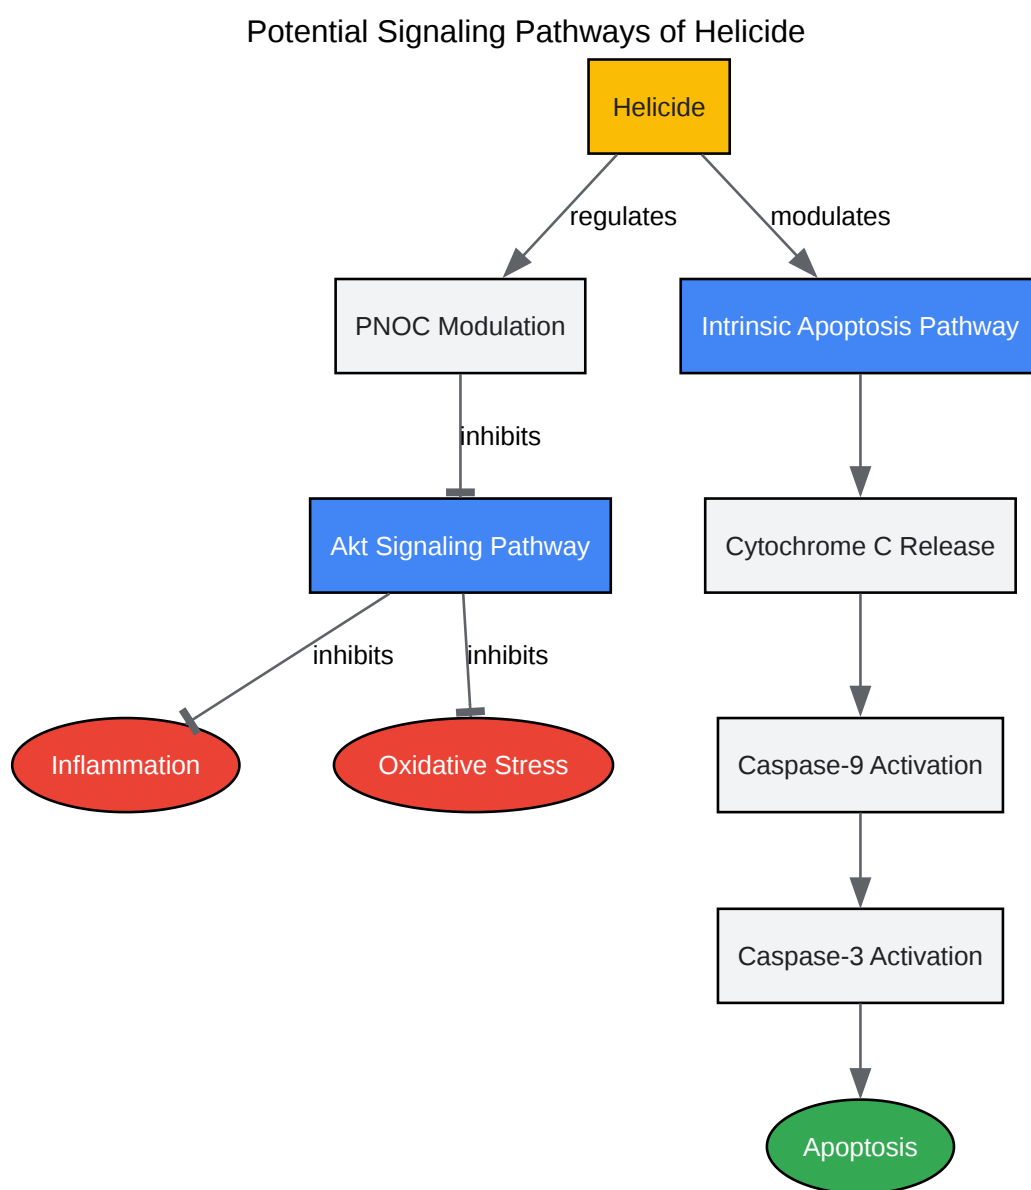 Potential Signaling Pathways of Helicide
Helicide
regulates
modulates
PNOC Modulation
Intrinsic Apoptosis Pathway
inhibits
Akt Signaling Pathway
Cytochrome C Release
inhibits
inhibits
Inflammation
Oxidative Stress
Caspase-9 Activation
Caspase-3 Activation
Apoptosis